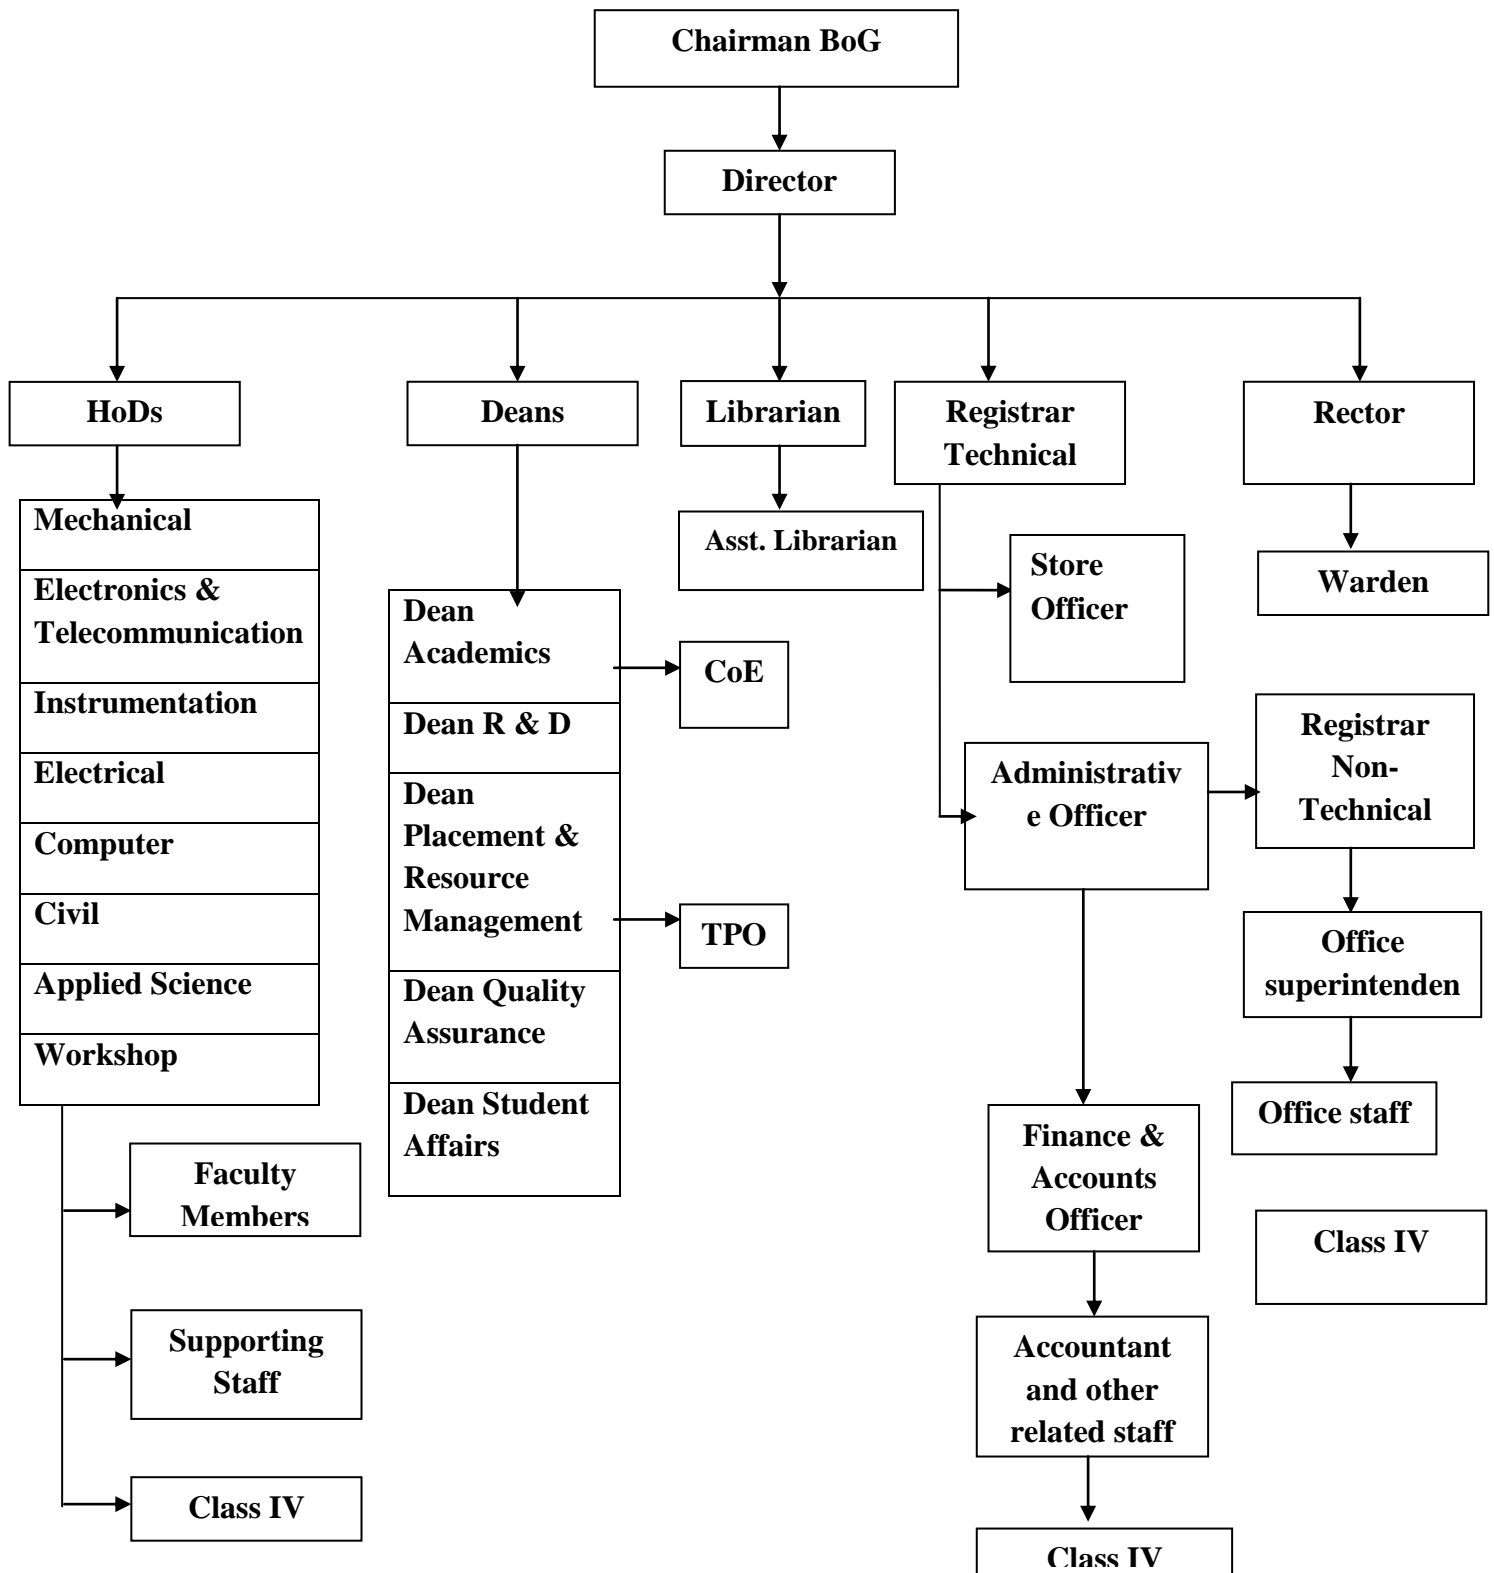 Chairman BoG
Director
HoDs
Deans
Librarian
Registrar
Technical
Rector
Mechanical
Electronics &
Telecommunication
Instrumentation
Electrical
Computer
Civil
Applied Science
Workshop
Faculty
Members
Supporting
Staff
Class IV
Dean
Academics
Dean R & D
Dean
Placement &
Resource
Management
Dean Quality
Assurance
Dean Student
Affairs
CoE
TPO
Asst. Librarian
Store
Officer
Administrativ
e Officer
Finance &
Accounts
Officer
Accountant
and other
related staff
Class IV
Warden
Registrar
Non-
Technical
Office
superintenden
Office staff
Class IV